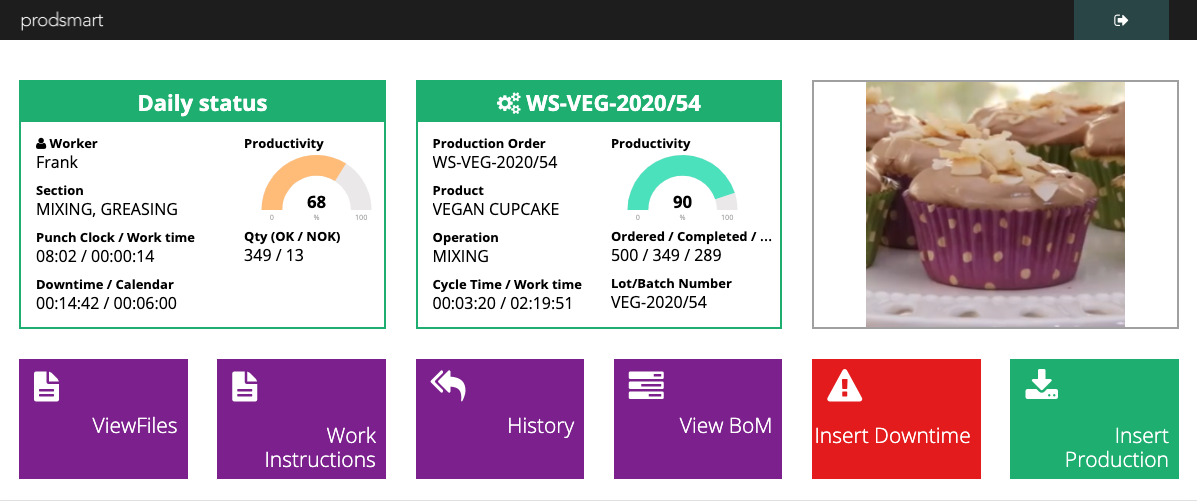 prodsmart
Daily status
Worker
Frank
Section
MIXING, GREASING
Punch Clock / Work time
08:02 / 00:00:14
Downtime / Calendar
00:14:42 / 00:06:00
Productivity
68
0 % 100
Qty (OK / NOK)
349 / 13
WS-VEG-2020/54
Production Order
WS-VEG-2020/54
Product
VEGAN CUPCAKE
Operation
MIXING
Cycle Time / Work time
00:03:20 / 02:19:51
Productivity
90
0 % 100
Ordered / Completed / ...
500 / 349 / 289
Lot/Batch Number
VEG-2020/54
ViewFiles
Work
Instructions
History
View BoM
Insert Downtime
Insert
Production